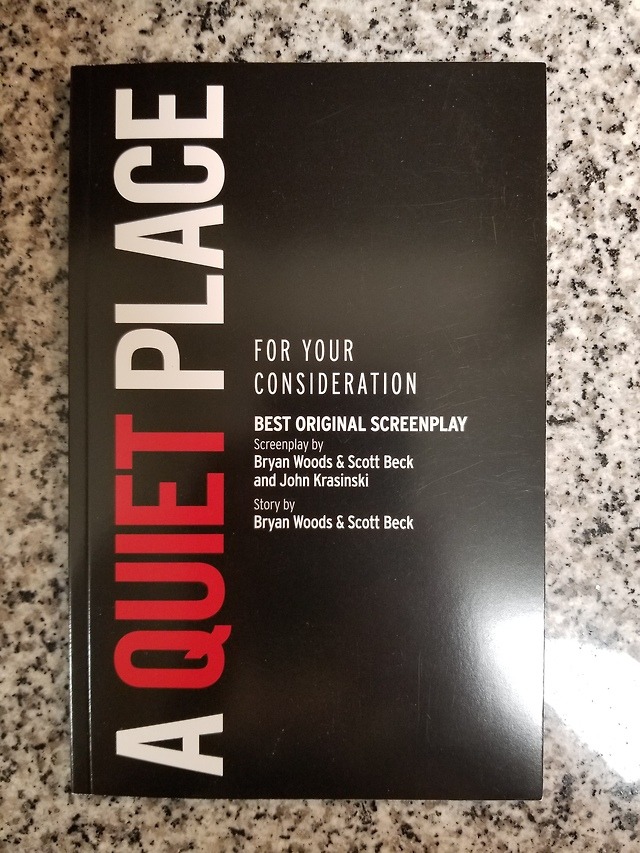 A QUIET PLACE
FOR YOUR
CONSIDERATION
BEST ORIGINAL SCREENPLAY
Screenplay by
Bryan Woods & Scott Beck
and John Krasinski
Story by
Bryan Woods & Scott Beck